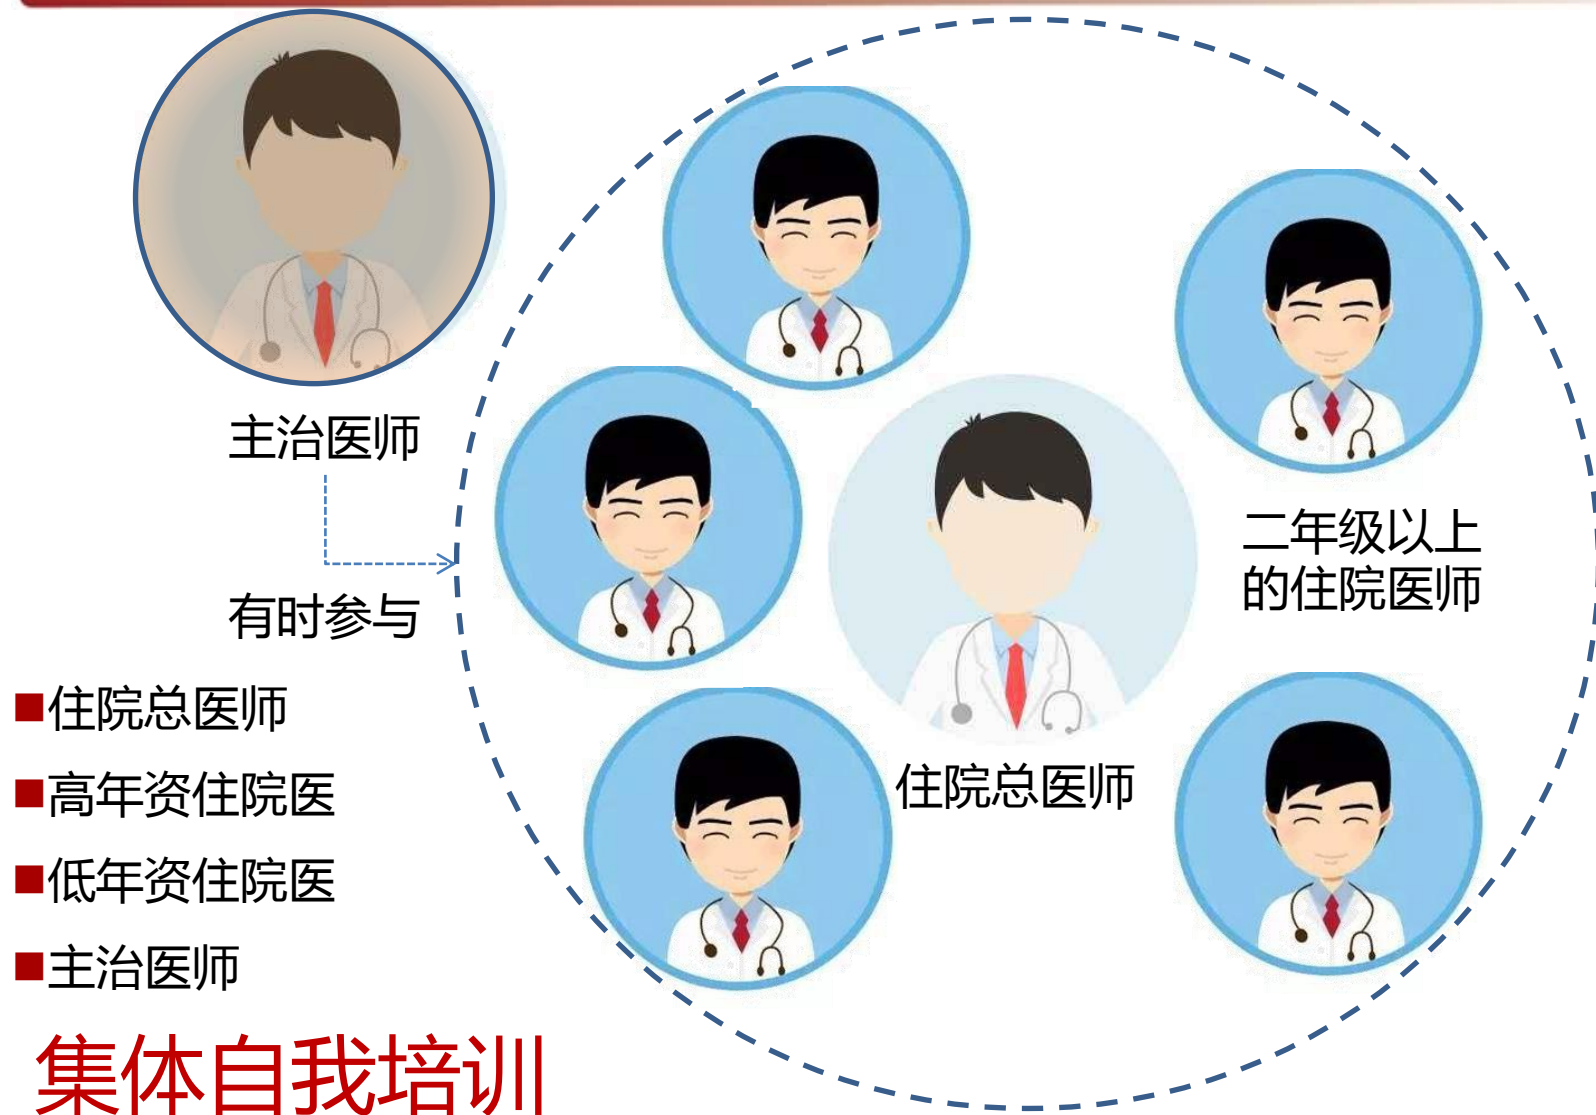 主治医师
有时参与
二年级以上
的住院医师
住院总医师
■住院总医师
■高年资住院医
■低年资住院医
■主治医师
集体自我培训